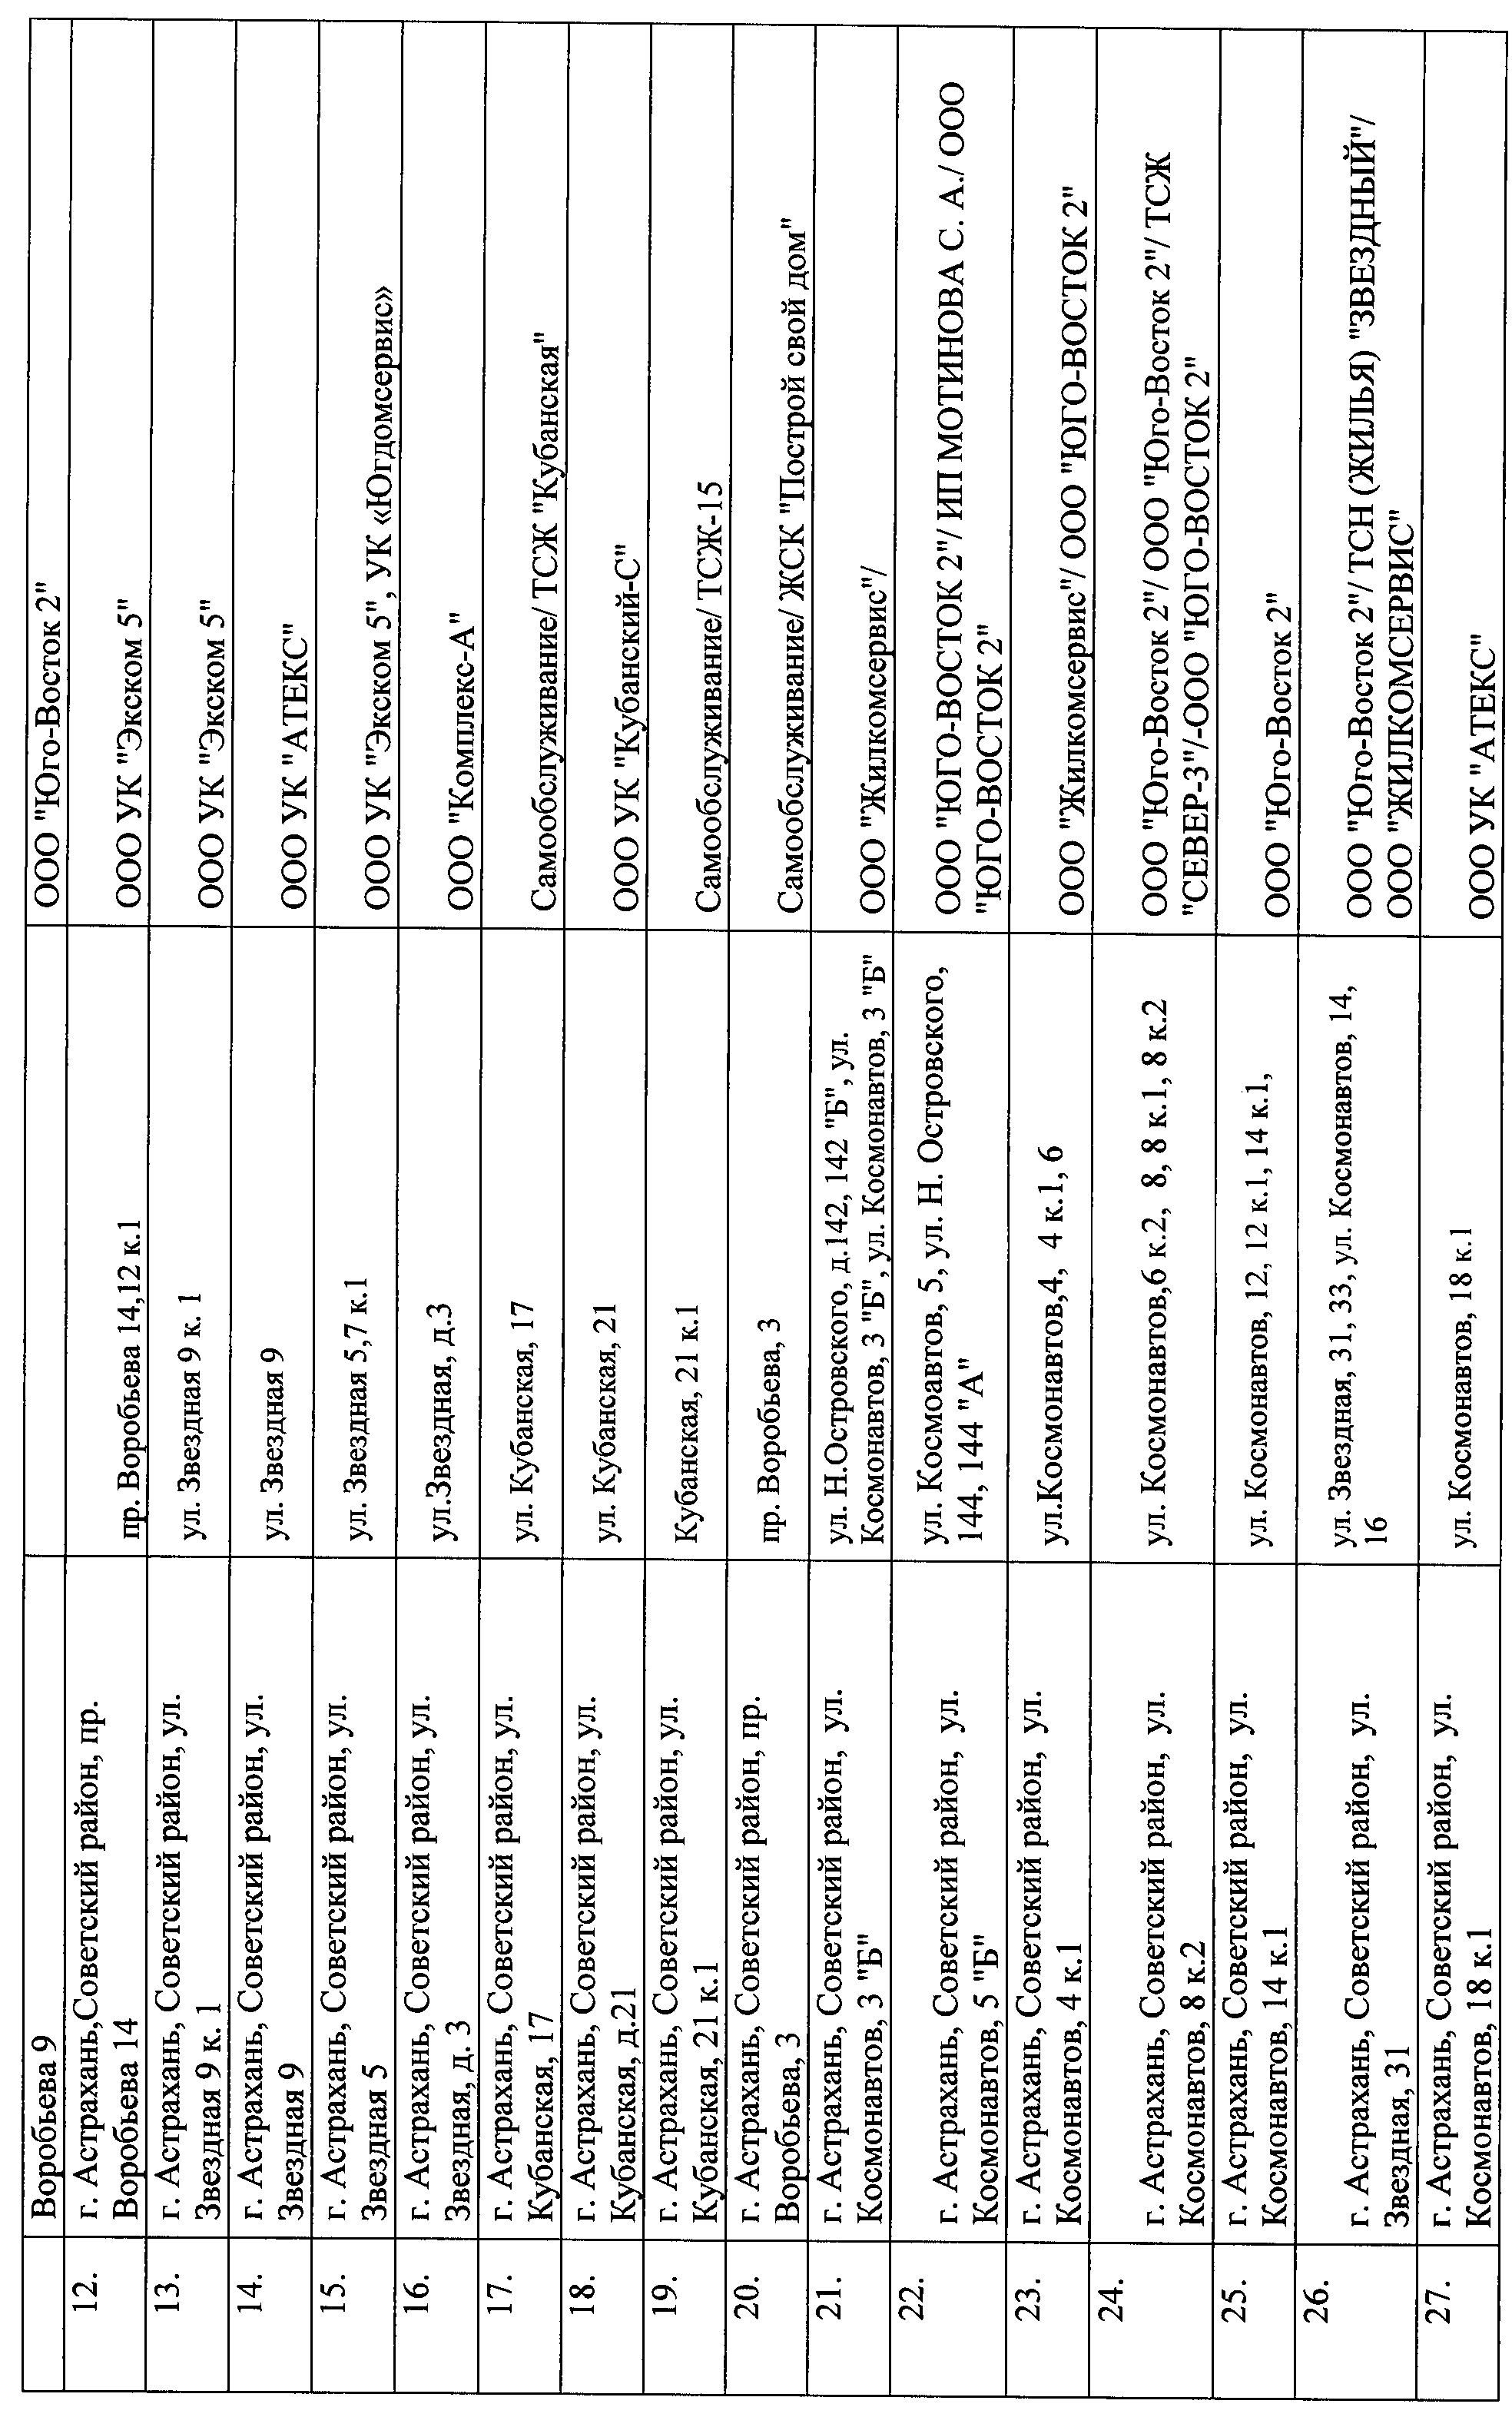 Воробьева 9
ООО "Юго-Восток 2"
12.
г. Астрахань,Советский район, пр.
Воробьева 14
пр. Воробьева 14,12 к.1
ООО УК "Экском 5"
13.
г. Астрахань, Советский район, ул.
Звездная 9 к. 1
ул. Звездная 9 к. 1
ООО УК "Экском 5"
14.
г. Астрахань, Советский район, ул.
Звездная 9
ул. Звездная 9
ООО УК "АТЕКС"
15.
г. Астрахань, Советский район, ул.
Звездная 5
ул. Звездная 5,7 к.1
ООО УК "Экском 5", УК «Югдомсервис»
16.
г. Астрахань, Советский район, ул.
Звездная, д. 3
ул.Звездная, д.3
ООО "Комплекс-А"
17.
г. Астрахань, Советский район, ул.
Кубанская, 17
ул. Кубанская, 17
Самообслуживание/ ТСЖ "Кубанская"
18.
г. Астрахань, Советский район, ул.
Кубанская, д.21
ул. Кубанская, 21
ООО УК "Кубанский-С"
19.
г. Астрахань, Советский район, ул.
Кубанская, 21 к.1
Кубанская, 21 к.1
Самообслуживание/ ТСЖ-15
20.
г. Астрахань, Советский район, пр.
Воробьева, 3
пр. Воробьева, 3
Самообслуживание/ ЖСК "Построй свой дом"
21.
г. Астрахань, Советский район, ул.
Космонавтов, 3 "Б"
ул. Н.Островского, д.142, 142 "Б", ул.
Космонавтов, 3 "Б", ул. Космонавтов, 3 "Б"
ООО "Жилкомсервис"/
22.
г. Астрахань, Советский район, ул.
Космонавтов, 5 "Б"
ул. Космоавтов, 5, ул. Н. Островского,
144, 144 "А"
ООО "ЮГО-ВОСТОК 2"/ ИП МОТИНОВА С. А./ ООО
"ЮГО-ВОСТОК 2"
23.
г. Астрахань, Советский район, ул.
Космонавтов, 4 к.1
ул.Космонавтов,4, 4 к.1, 6
ООО "Жилкомсервис"/ ООО "ЮГО-ВОСТОК 2"
24.
г. Астрахань, Советский район, ул.
Космонавтов, 8 к.2
ул. Космонавтов,6 к.2, 8, 8 к.1, 8 к.2
ООО "Юго-Восток 2"/ ООО "Юго-Восток 2"/ ТСЖ
"СЕВЕР-3"/-ООО "ЮГО-ВОСТОК 2"
25.
г. Астрахань, Советский район, ул.
Космонавтов, 14 к.1
ул. Космонавтов, 12, 12 к.1, 14 к.1,
ООО "Юго-Восток 2"
26.
г. Астрахань, Советский район, ул.
Звездная, 31
ул. Звездная, 31, 33, ул. Космонавтов, 14,
16
ООО "Юго-Восток 2"/ ТСН (ЖИЛЬЯ) "ЗВЕЗДНЫЙ"/
ООО "ЖИЛКОМСЕРВИС"
27.
г. Астрахань, Советский район, ул.
Космонавтов, 18 к.1
ул. Космонавтов, 18 к.1
ООО УК "АТЕКС"